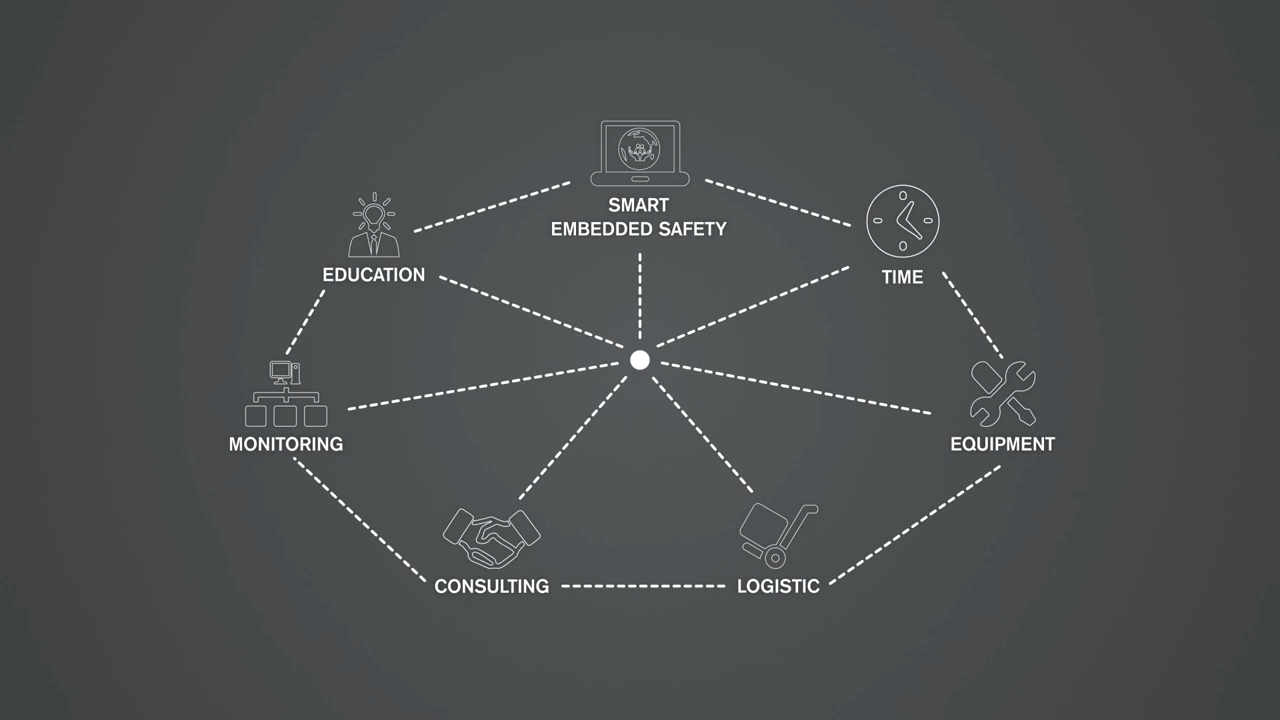 SMART
EMBEDDED SAFETY
EDUCATION
TIME
MONITORING
EQUIPMENT
CONSULTING
LOGISTIC